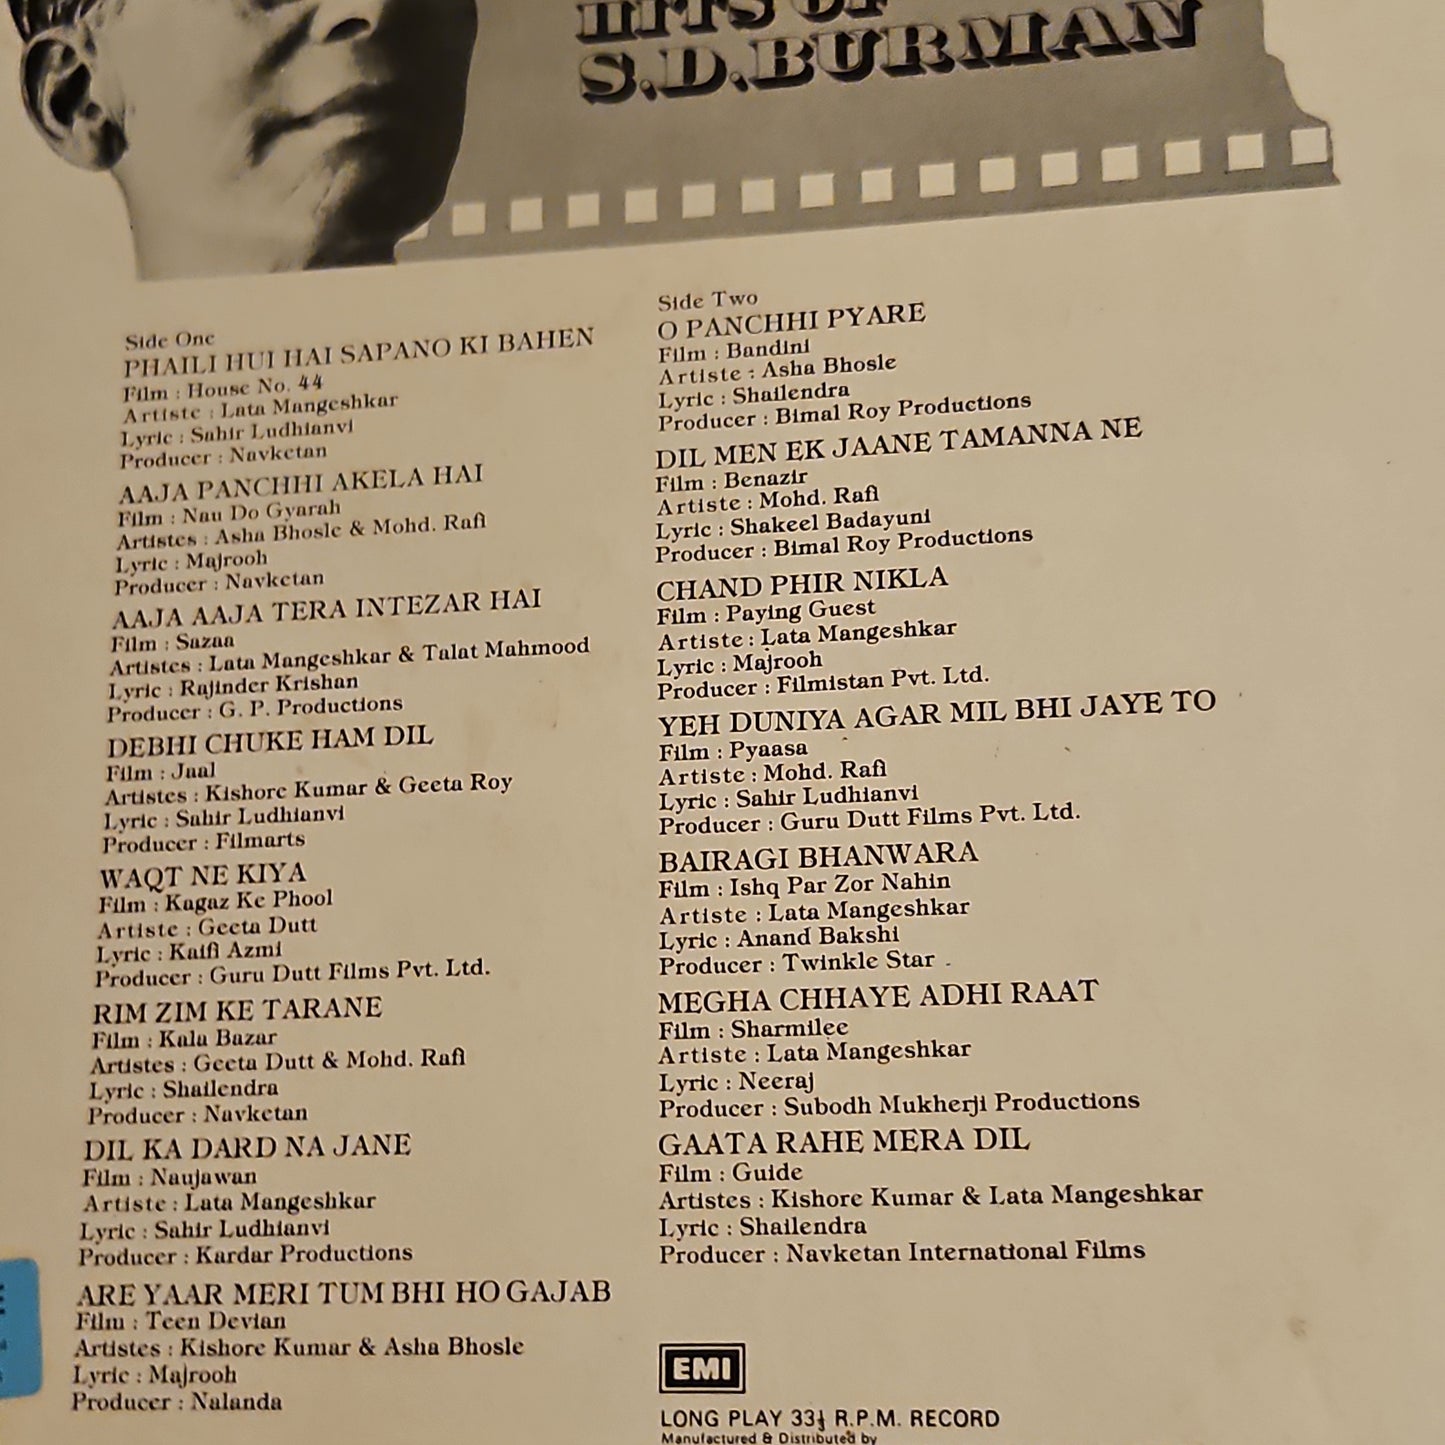 HITS OF
S.D.BURMAN
Side One
PHAILI HUI HAI SAPANO KI BAHEN
Film : House No. 44
Artiste : Lata Mangeshkar
Lyric : Sahir Ludhianvi
Producer : Navketan
AAJA PANCHHI AKELA HAI
Film : Nau Do Gyarah
Artistes : Asha Bhosle & Mohd. Rafi
Lyric : Majrooh
Producer : Navketan
AAJA AAJA TERA INTEZAR HAI
Film : Sazaa
Artistes : Lata Mangeshkar & Talat Mahmood
Lyric : Rajinder Krishan
Producer : G. P. Productions
DEBHI CHUKE HAM DIL
Film : Jaal
Artistes : Kishore Kumar & Geeta Roy
Lyric : Sahir Ludhianvi
Producer : Filmarts
WAQT NE KIYA
Film : Kagaz Ke Phool
Artiste : Geeta Dutt
Lyric : Kaifi Azmi
Producer : Guru Dutt Films Pvt. Ltd.
RIM ZIM KE TARANE
Film : Kala Bazar
Artistes : Geeta Dutt & Mohd. Rafi
Lyric : Shailendra
Producer : Navketan
DIL KA DARD NA JANE
Film : Naujawan
Artiste : Lata Mangeshkar
Lyric : Sahir Ludhianvi
Producer : Kardar Productions
ARE YAAR MERI TUM BHI HO GAJAB
Film : Teen Devian
Artistes : Kishore Kumar & Asha Bhosle
Lyric : Majrooh
Producer : Nalanda
Side Two
O PANCHHI PYARE
Film : Bandini
Artiste : Asha Bhosle
Lyric : Shailendra
Producer : Bimal Roy Productions
DIL MEN EK JAANE TAMANNA NE
Film : Benazir
Artiste : Mohd. Rafi
Lyric : Shakeel Badayuni
Producer : Bimal Roy Productions
CHAND PHIR NIKLA
Film : Paying Guest
Artiste : Lata Mangeshkar
Lyric : Majrooh
Producer : Filmistan Pvt. Ltd.
YEH DUNIYA AGAR MIL BHI JAYE TO
Film : Pyaasa
Artiste : Mohd. Rafi
Lyric : Sahir Ludhianvi
Producer : Guru Dutt Films Pvt. Ltd.
BAIRAGI BHANWARA
Film : Ishq Par Zor Nahin
Artiste : Lata Mangeshkar
Lyric : Anand Bakshi
Producer : Twinkle Star
MEGHA CHHAYE ADHI RAAT
Film : Sharmilee
Artiste : Lata Mangeshkar
Lyric : Neeraj
Producer : Subodh Mukherji Productions
GAATA RAHE MERA DIL
Film : Guide
Artistes : Kishore Kumar & Lata Mangeshkar
Lyric : Shailendra
Producer : Navketan International Films
EMI
LONG PLAY 33⅓ R.P.M. RECORD
Manufactured & Distributed by